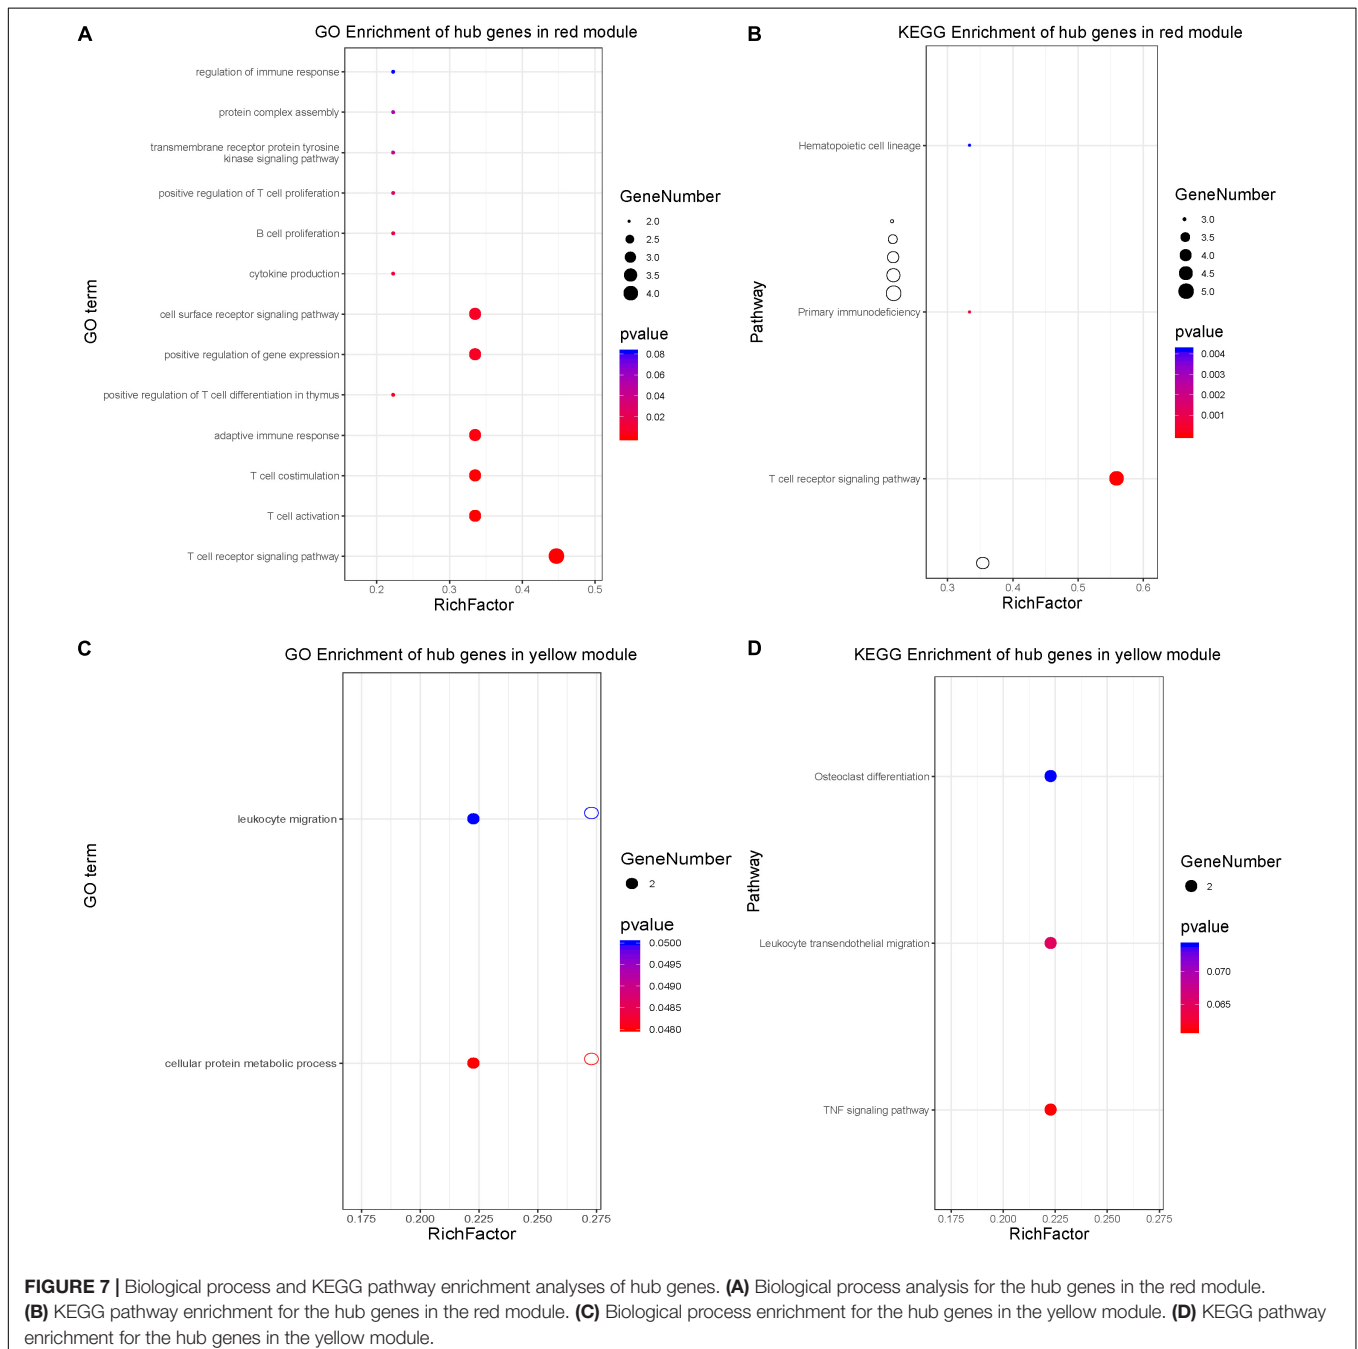 A
GO Enrichment of hub genes in red module
regulation of immune response
protein complex assembly
transmembrane receptor protein tyrosine
kinase signaling pathway
positive regulation of T cell proliferation
B cell proliferation
cytokine production
cell surface receptor signaling pathway
positive regulation of gene expression
positive regulation of T cell differentiation in thymus
adaptive immune response
T cell costimulation
T cell activation
T cell receptor signaling pathway
GO term
0.2 0.3 0.4 0.5
RichFactor
GeneNumber
2.0
2.5
3.0
3.5
4.0
pvalue
0.08
0.06
0.04
0.02
B
KEGG Enrichment of hub genes in red module
Hematopoietic cell lineage
Primary immunodeficiency
T cell receptor signaling pathway
Pathway
0.3 0.4 0.5 0.6
RichFactor
GeneNumber
3.0
3.5
4.0
4.5
5.0
pvalue
0.004
0.003
0.002
0.001
C
GO Enrichment of hub genes in yellow module
leukocyte migration
cellular protein metabolic process
GO term
0.175 0.200 0.225 0.250 0.275
RichFactor
GeneNumber
2
pvalue
0.0500
0.0495
0.0490
0.0485
0.0480
D
KEGG Enrichment of hub genes in yellow module
Osteoclast differentiation
Leukocyte transendothelial migration
TNF signaling pathway
Pathway
0.175 0.200 0.225 0.250 0.275
RichFactor
GeneNumber
2
pvalue
0.070
0.065
FIGURE 7 | Biological process and KEGG pathway enrichment analyses of hub genes. (A) Biological process analysis for the hub genes in the red module.
(B) KEGG pathway enrichment for the hub genes in the red module. (C) Biological process enrichment for the hub genes in the yellow module. (D) KEGG pathway
enrichment for the hub genes in the yellow module.